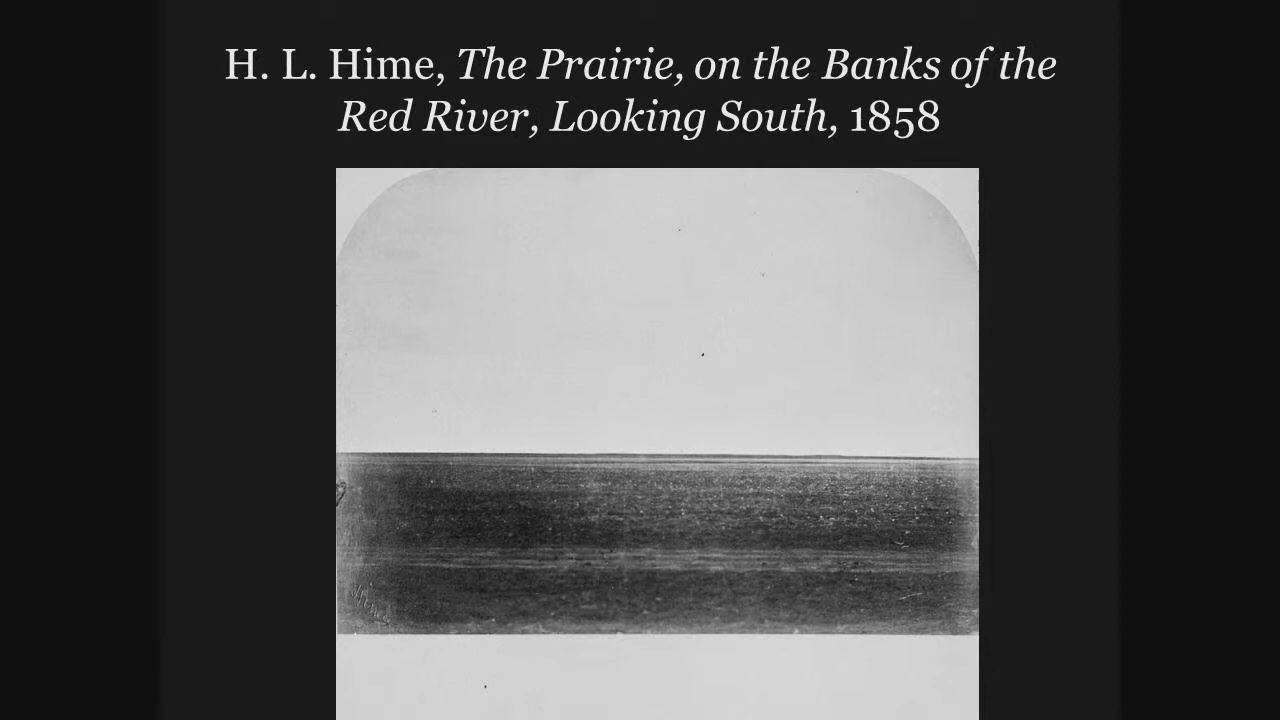 H. L. Hime, The Prairie, on the Banks of the
Red River, Looking South, 1858